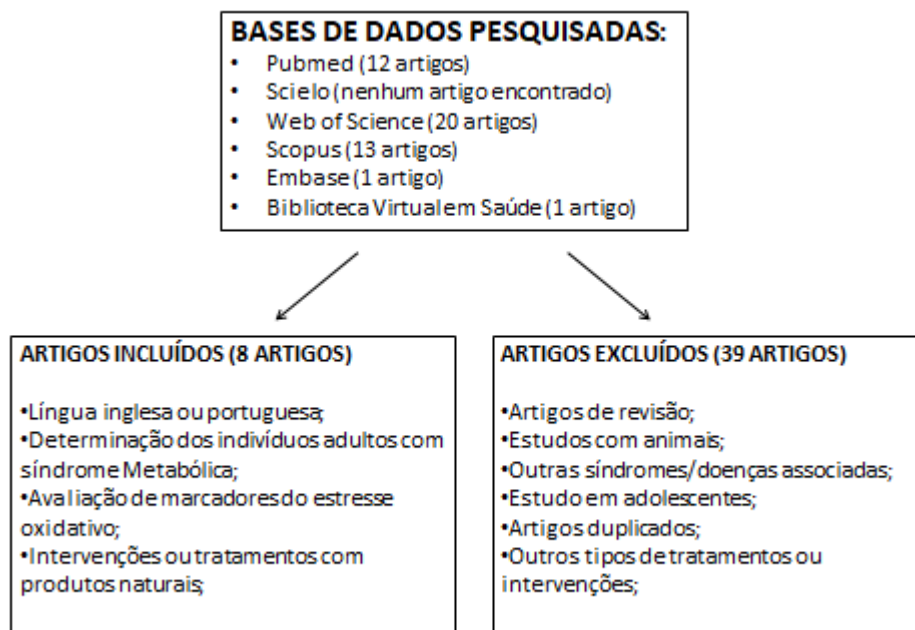 BASES DE DADOS PESQUISADAS:
• Pubmed (12 artigos)
• Scielo (nenhum artigo encontrado)
• Web of Science (20 artigos)
• Scopus (13 artigos)
• Embase (1 artigo)
• Biblioteca Virtual em Saúde (1 artigo)
ARTIGOS INCLUÍDOS (8 ARTIGOS)
•Língua inglesa ou portuguesa;
•Determinação dos indivíduos adultos com
síndrome Metabólica;
•Avaliação de marcadores do estresse
oxidativo;
•Intervenções ou tratamentos com
produtos naturais;
ARTIGOS EXCLUÍDOS (39 ARTIGOS)
•Artigos de revisão;
•Estudos com animais;
•Outras síndromes/doenças associadas;
•Estudo em adolescentes;
•Artigos duplicados;
•Outros tipos de tratamentos ou
intervenções;